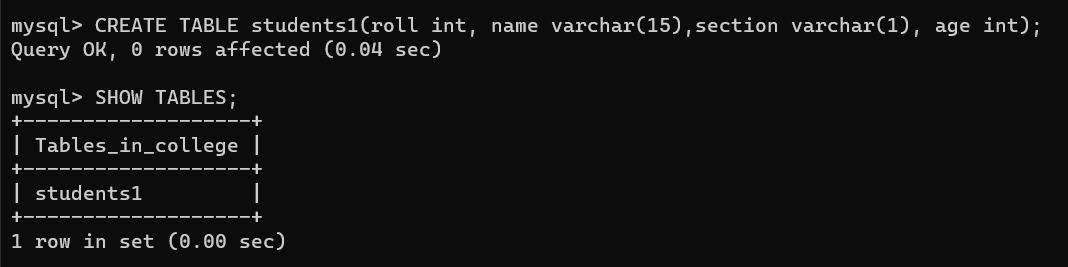 mysql> CREATE TABLE students1(roll int, name varchar(15),section varchar(1), age int);
Query OK, 0 rows affected (0.04 sec)

mysql> SHOW TABLES;
+-------------------+
| Tables_in_college |
+-------------------+
| students1         |
+-------------------+
1 row in set (0.00 sec)